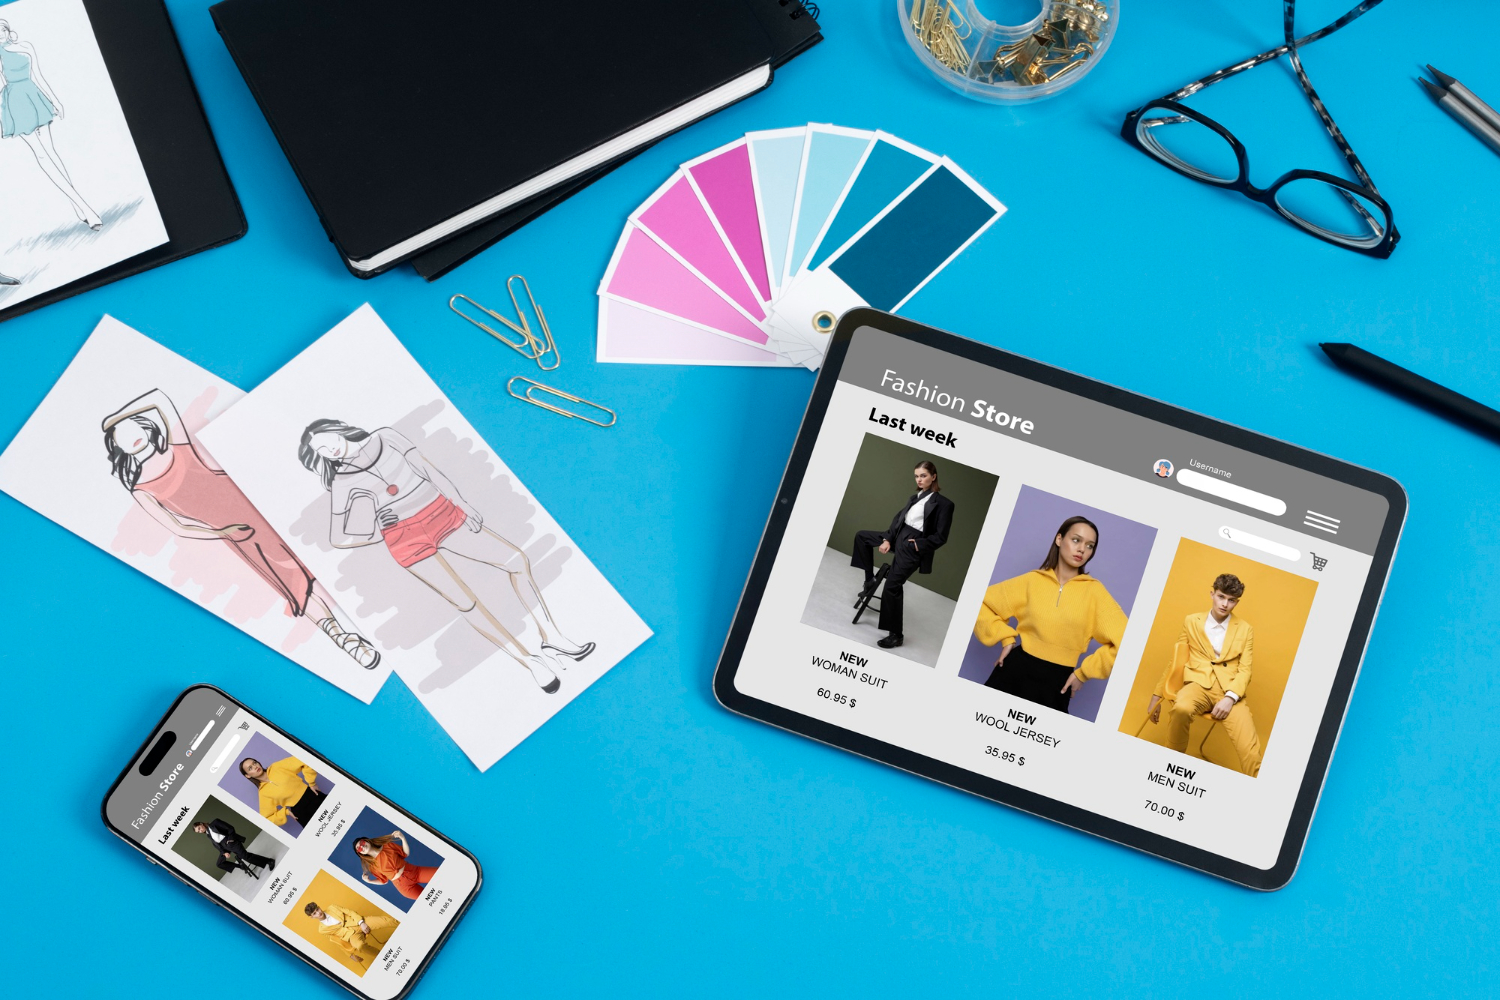 Fashion Store
Last week
Username
NEW
WOMAN SUIT
60.95 $
NEW
WOOL JERSEY
35.95 $
NEW
MEN SUIT
70.00 $
Fashion Store
Last week
NEW
WOOL JERSEY
35.95 $
NEW
WOMAN SUIT
60.95 $
NEW
PANTS
18.95 $
NEW
MEN SUIT
70.00 $